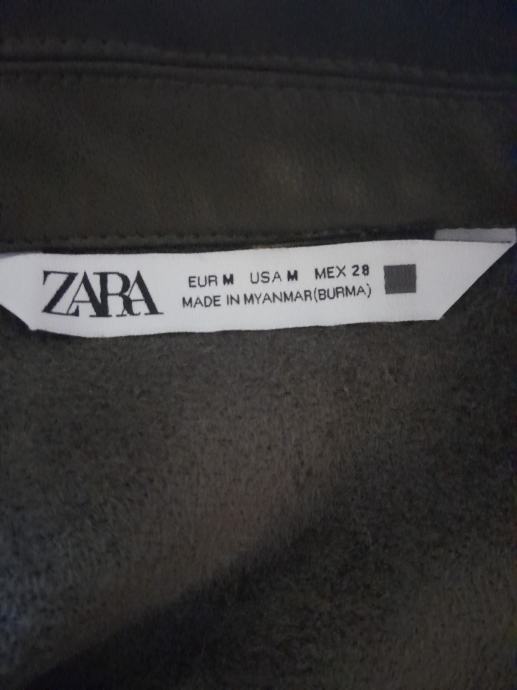 ZARA
EUR M USA M MEX 28
MADE IN MYANMAR(BURMA)